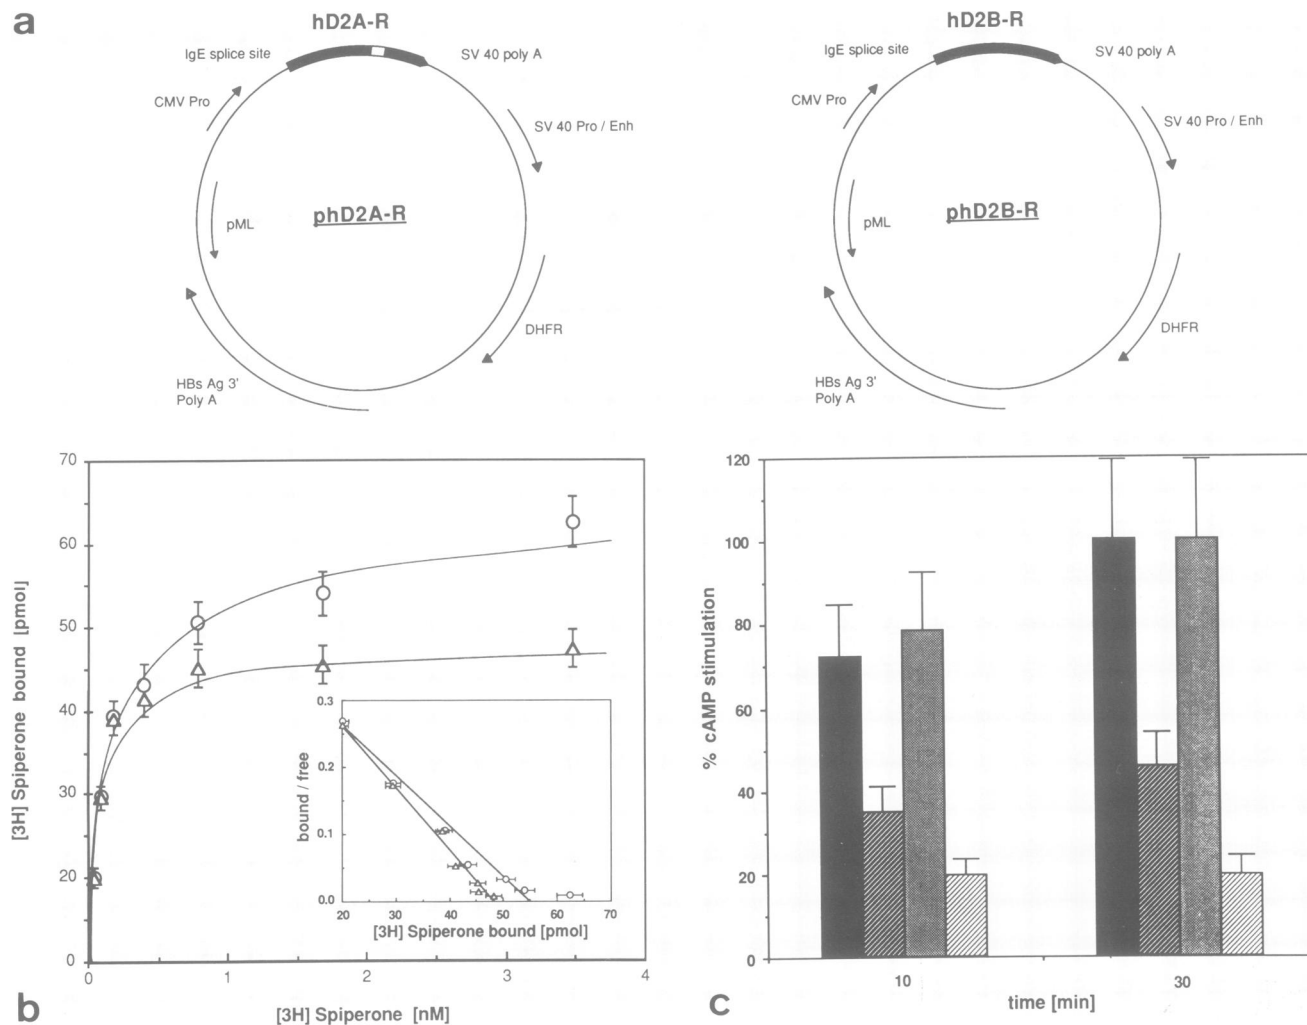 a
hD2A-R
IgE splice site
SV 40 poly A
CMV Pro
SV 40 Pro / Enh
pML
phD2A-R
DHFR
HBs Ag 3'
Poly A
hD2B-R
IgE splice site
SV 40 poly A
CMV Pro
SV 40 Pro / Enh
pML
phD2B-R
DHFR
HBs Ag 3'
Poly A
70
60
50
40
30
20
10
0
[3H] Spiperone bound [pmol]
0 1 2 3 4
[3H] Spiperone [nM]
0.3
0.2
0.1
0.0
bound / free
20 30 40 50 60 70
[3H] Spiperone bound [pmol]
b
120
100
80
60
40
20
0
% cAMP stimulation
10 30
time [min]
c